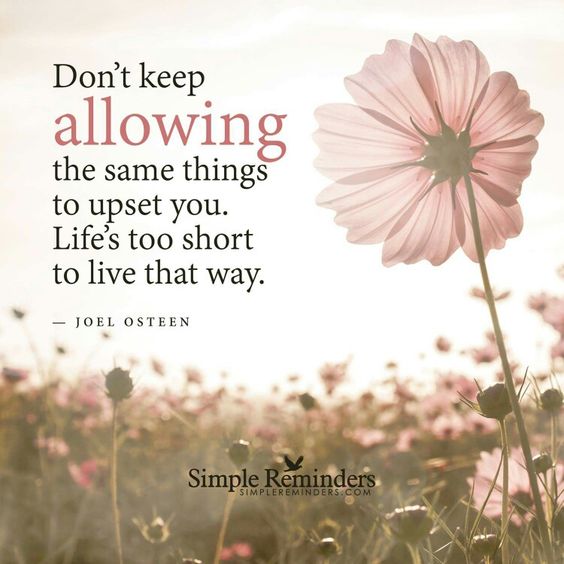 Don’t keep
allowing
the same things
to upset you.
Life’s too short
to live that way.
— JOEL OSTEEN
Simple Reminders
SIMPLEREMINDERS.COM